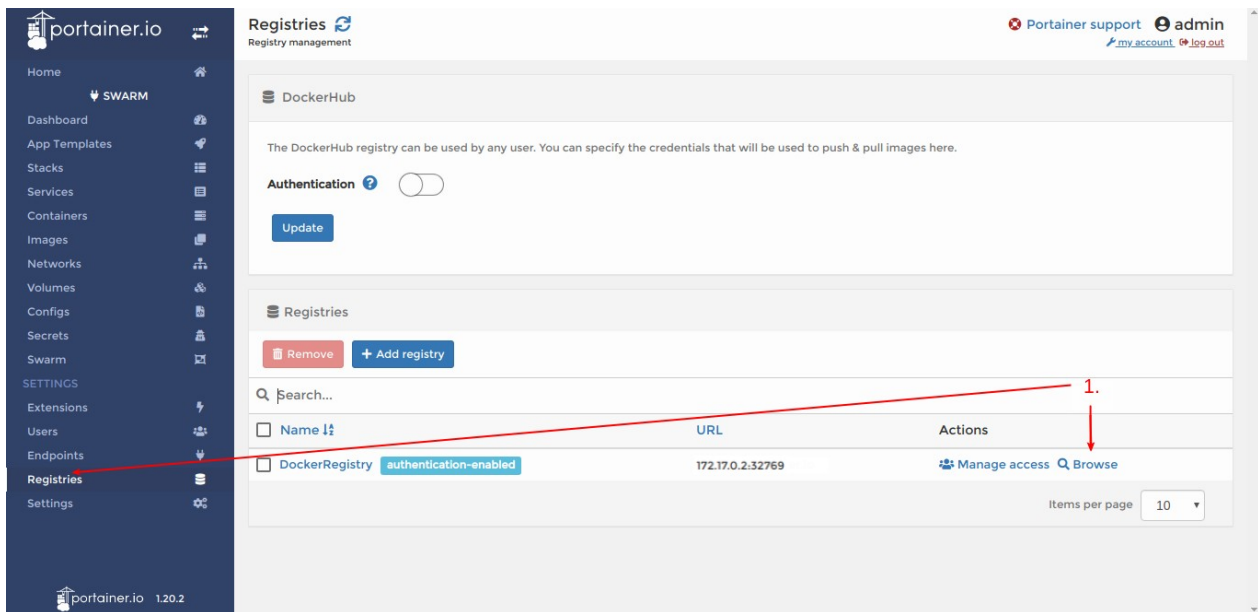 portainer.io
Home
SWARM
Dashboard
App Templates
Stacks
Services
Containers
Images
Networks
Volumes
Configs
Secrets
Swarm
SETTINGS
Extensions
Users
Endpoints
Registries
Settings
portainer.io 1.20.2
Registries
Registry management
Portainer support admin
my account log out
DockerHub
The DockerHub registry can be used by any user. You can specify the credentials that will be used to push & pull images here.
Authentication
Update
Registries
Remove + Add registry
Search...
1.
Name URL Actions
DockerRegistry authentication-enabled 172.17.0.2:32769 Manage access Browse
Items per page 10